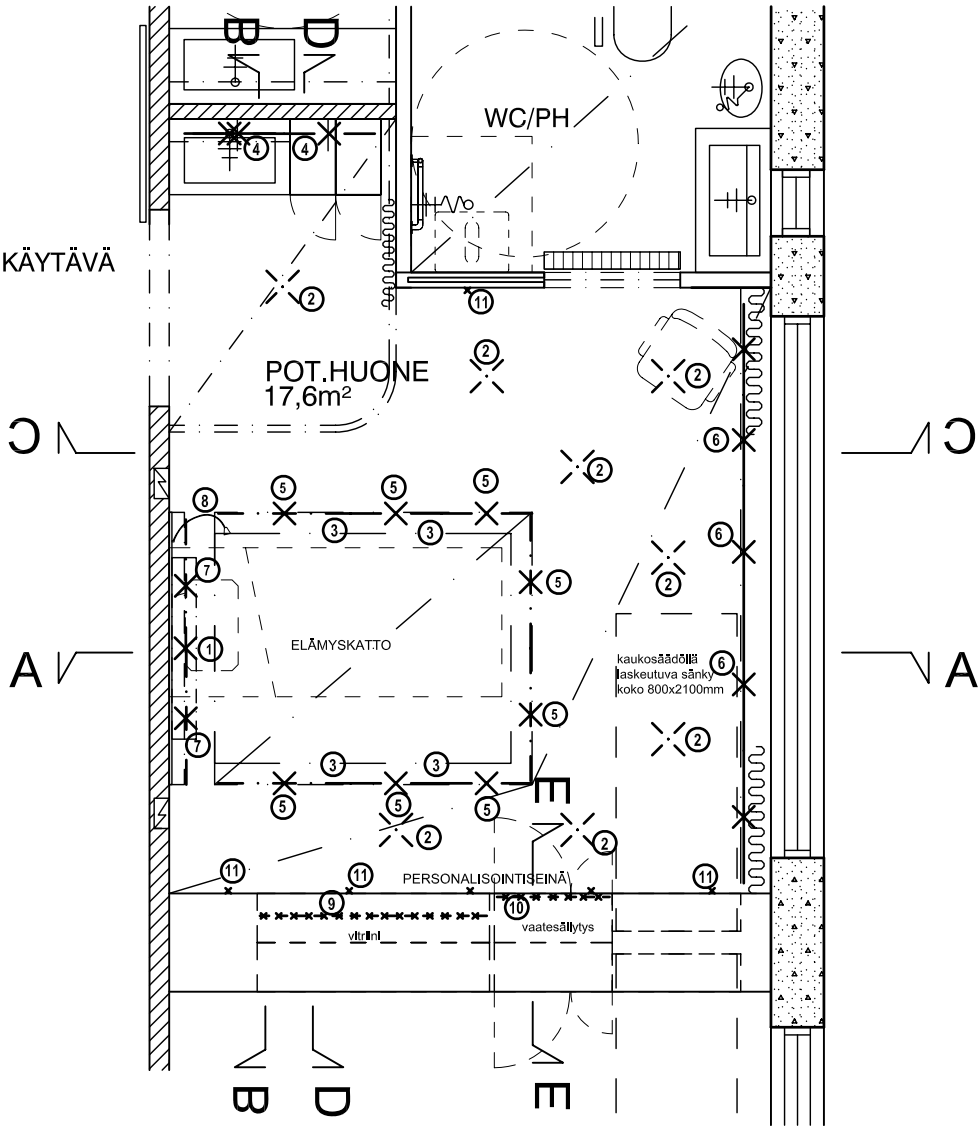 B D
WC/PH
4 4
KÄYTÄVÄ
2
11
2
POT.HUONE
17,6m²
2
C C
6
2
5 5 5
8
3 3
6
7
5
2
1
ELÄMYSKATTO
kaukosäädöllä
laskeutuva sänky
koko 800x2100mm
6
A A
5
7
2
3 3
5 5 5
E
2
2
11 11
PERSONALISOINTISEINÄ
11
9
10
vitriini
vaatesäilytys
B D E